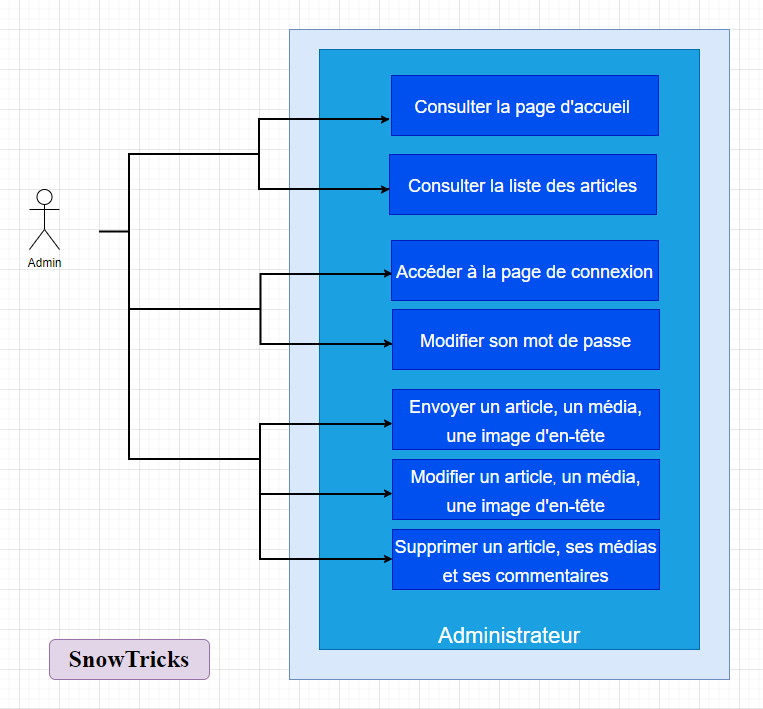 Consulter la page d'accueil
Consulter la liste des articles
Admin
Accéder à la page de connexion
Modifier son mot de passe
Envoyer un article, un média,
une image d'en-tête
Modifier un article, un média,
une image d'en-tête
Supprimer un article, ses médias
et ses commentaires
Administrateur
SnowTricks